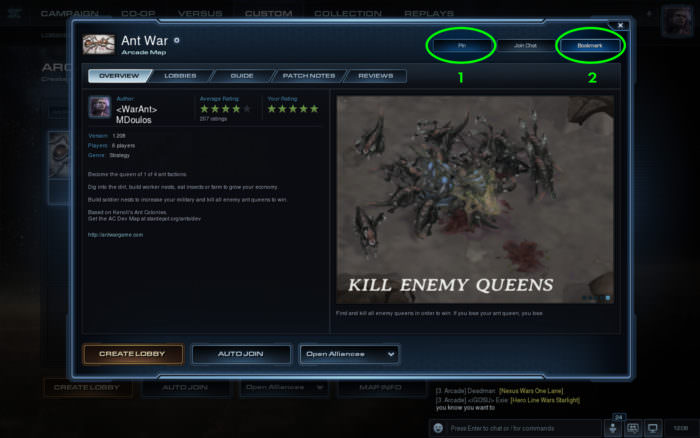 CAMPAIGN CO-OP VERSUS CUSTOM COLLECTION REPLAYS
Ant War
Arcade Map
Pin
Join Chat
Bookmark
1
2
OVERVIEW
LOBBIES
GUIDE
PATCH NOTES
REVIEWS
Author:
<WarAnt>
MDoulos
Average Rating:
207 ratings
Your Rating:
Version: 1.208
Players: 6 players
Genre: Strategy
Become the queen of 1 of 4 ant factions.
Dig into the dirt, build worker nests, eat insects or farm to grow your economy.
Build soldier nests to increase your military and kill all enemy ant queens to win.
Based on Kerrek's Ant Colonies.
Get the AC Dev Map at
http://antwargame.com
KILL ENEMY QUEENS
Find and kill all enemy queens in order to win. If you lose your ant queen, you lose
CREATE LOBBY
AUTO JOIN
Open Alliances
CREATE LOBBY
AUTO JOIN
Open Alliances
MAP INFO
[3. Arcade] Deadman: [Nexus Wars One Lane]
[3. Arcade] Exie: [Hero Line Wars Starlight]
you know you want to
Press Enter to chat or / for commands
24